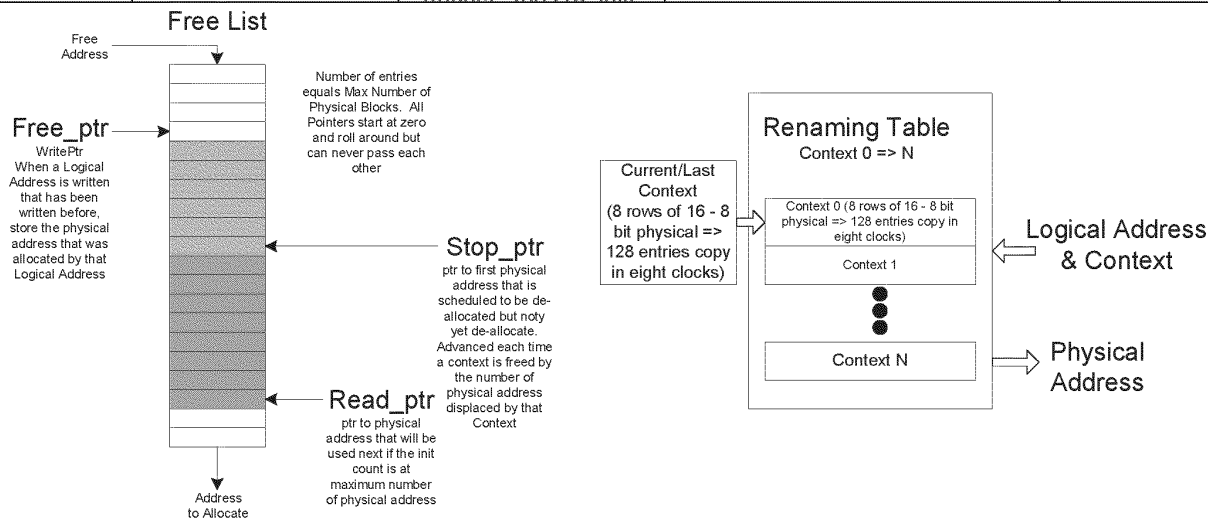 Free List
Free
Address
Number of entries
equals Max Number of
Physical Blocks. All
Pointers start at zero
and roll around but
can never pass each
other
Free_ptr
WritePtr
When a Logical
Address is written
that has been
written before,
store the physical
address that was
allocated by that
Logical Address
Stop_ptr
ptr to first physical
address that is
scheduled to be de-
allocated but noty
yet de-allocate.
Advanced each time
a context is freed by
the number of
physical address
displaced by that
Context
Read_ptr
ptr to physical
address that will be
used next if the init
count is at
maximum number
of physical address
Address
to Allocate
Current/Last
Context
(8 rows of 16 - 8
bit physical =>
128 entries copy
in eight clocks)
Renaming Table
Context 0 => N
Context 0 (8 rows of 16 - 8 bit
physical => 128 entries copy in
eight clocks)
Context 1
Context N
Logical Address
& Context
Physical
Address